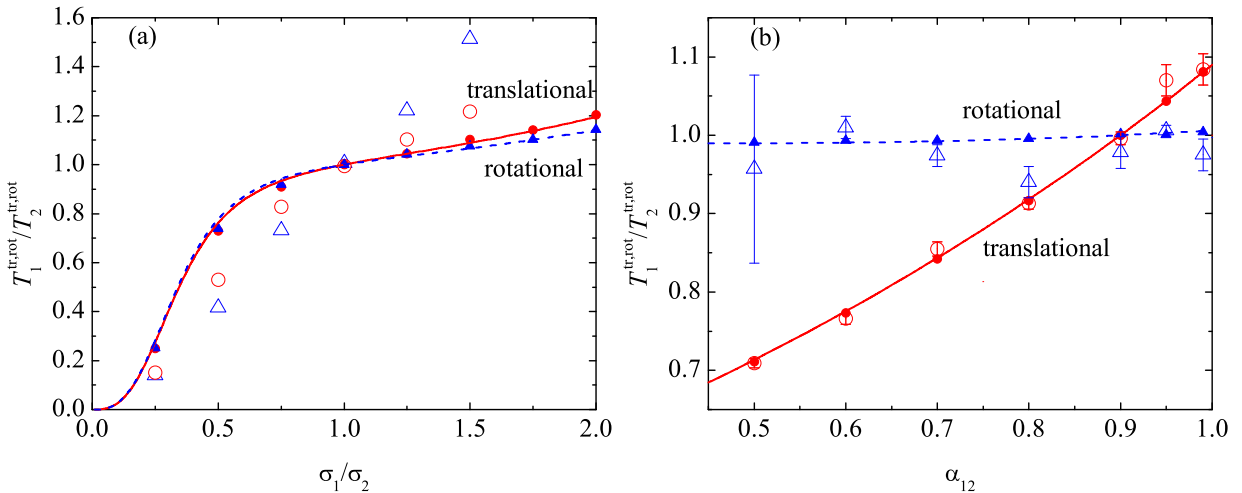 (a)
1.6
1.4
1.2
1.0
0.8
0.6
0.4
0.2
0.0
T₁ᵗʳ,ʳᵒᵗ/T₂ᵗʳ,ʳᵒᵗ
translational
rotational
0.0 0.5 1.0 1.5 2.0
σ₁/σ₂
(b)
1.1
1.0
0.9
0.8
0.7
T₁ᵗʳ,ʳᵒᵗ/T₂ᵗʳ,ʳᵒᵗ
rotational
translational
0.5 0.6 0.7 0.8 0.9 1.0
α₁₂